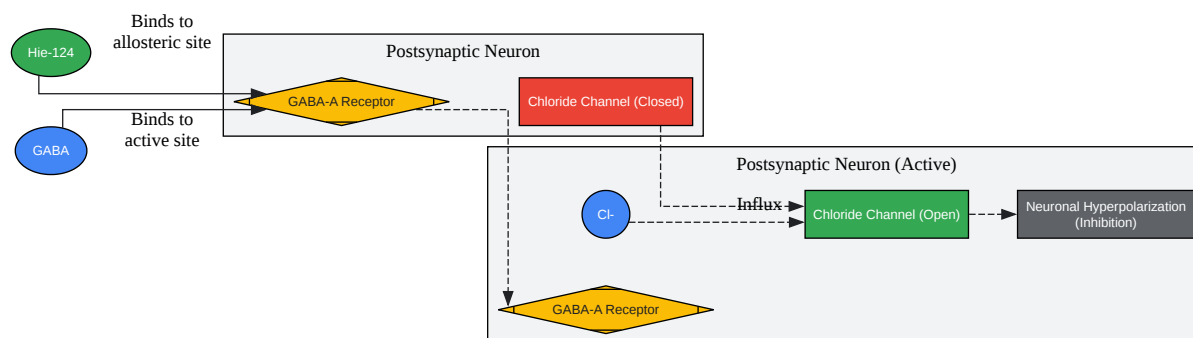 Binds to
allosteric site
Hie-124
Postsynaptic Neuron
GABA-A Receptor
Chloride Channel (Closed)
Binds to
active site
GABA
Postsynaptic Neuron (Active)
Cl-
Influx
Chloride Channel (Open)
Neuronal Hyperpolarization
(Inhibition)
GABA-A Receptor